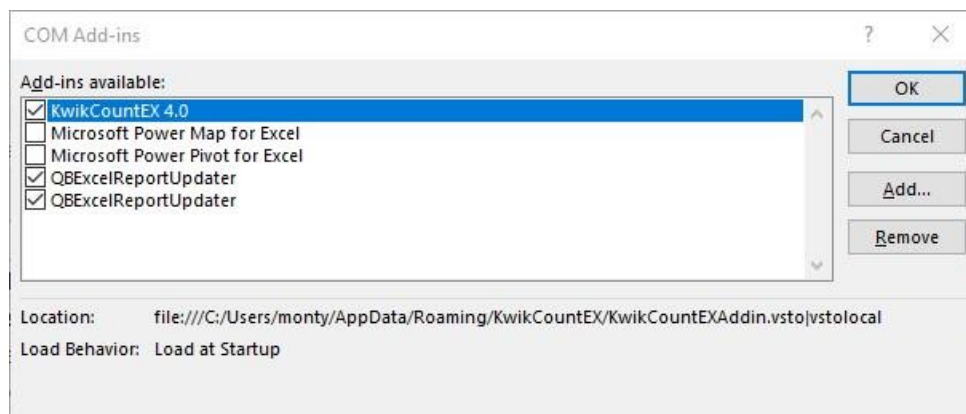 COM Add-ins
?
Add-ins available:
KwikCountEX 4.0
Microsoft Power Map for Excel
Microsoft Power Pivot for Excel
QBExcelReportUpdater
QBExcelReportUpdater
OK
Cancel
Add...
Remove
Location: file:///C:/Users/monty/AppData/Roaming/KwikCountEX/KwikCountEXAddin.vsto|vstolocal
Load Behavior: Load at Startup